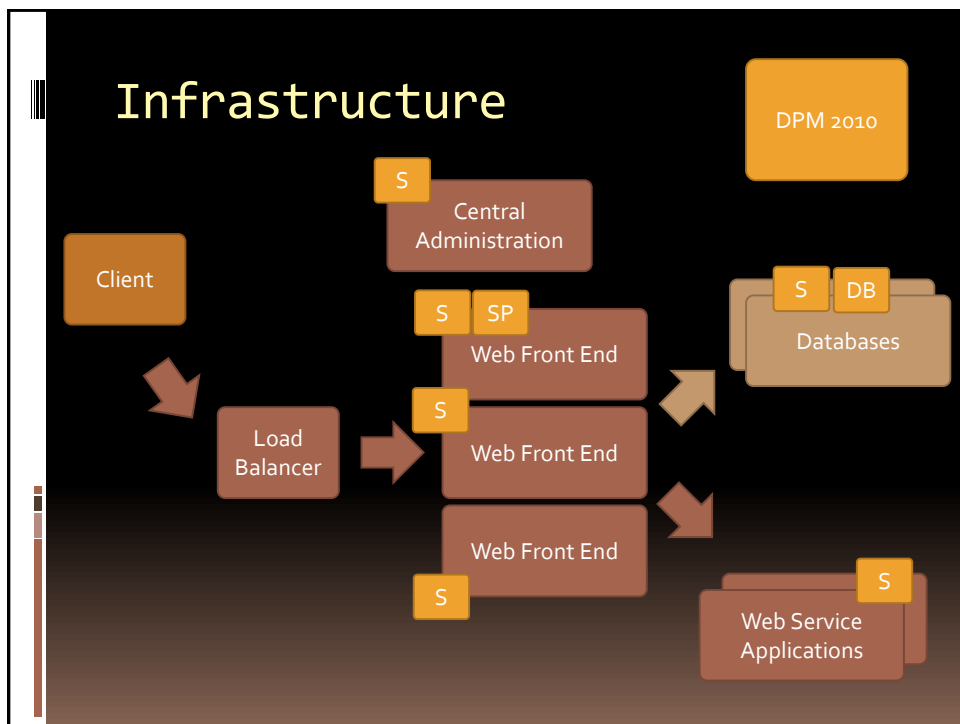 Infrastructure
DPM 2010
S
Central
Administration
Client
S
SP
Web Front End
S
DB
Databases
S
Web Front End
Load
Balancer
Web Front End
S
S
Web Service
Applications